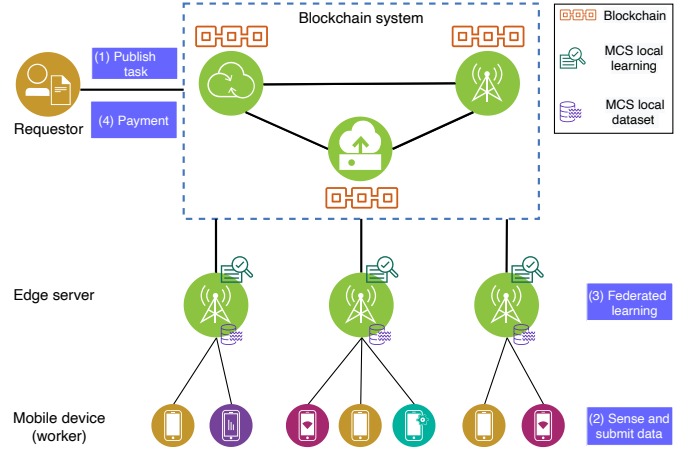 Blockchain system
(1) Publish
task
(4) Payment
Requestor
Blockchain
MCS local
learning
MCS local
dataset
Edge server
(3) Federated
learning
Mobile device
(worker)
(2) Sense and
submit data